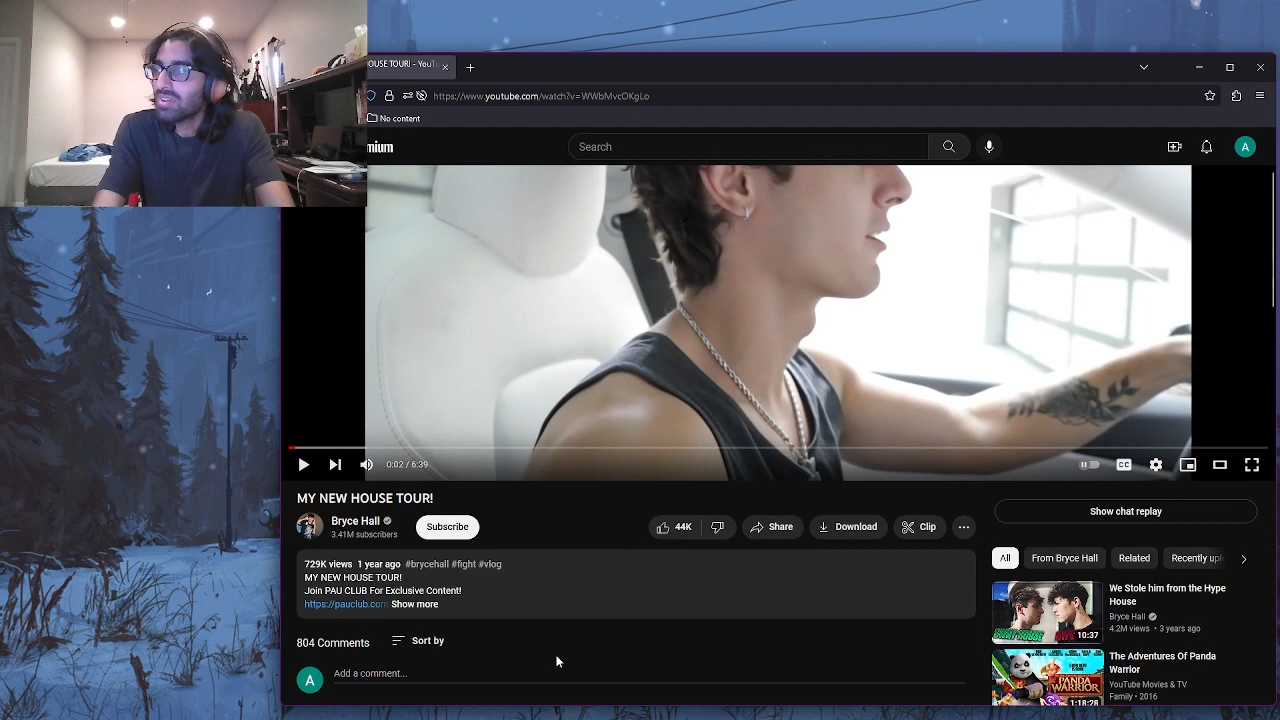 HOUSE TOUR! - YouT
https://www.youtube.com/watch?v=WWbMvcOKgLo
No content
mium
Search
A
0:02 / 6:39
CC
MY NEW HOUSE TOUR!
Bryce Hall
3.41M subscribers
Subscribe
44K
Share
Download
Clip
729K views 1 year ago #brycehall #fight #vlog
MY NEW HOUSE TOUR!
Join PAU CLUB For Exclusive Content!
https://pauclub.com Show more
804 Comments
Sort by
A
Add a comment...
Show chat replay
All
From Bryce Hall
Related
Recently upl
10:37
We Stole him from the Hype
House
Bryce Hall
4.2M views • 3 years ago
PANDA
WARRIOR
1:18:28
The Adventures Of Panda
Warrior
YouTube Movies & TV
Family • 2016